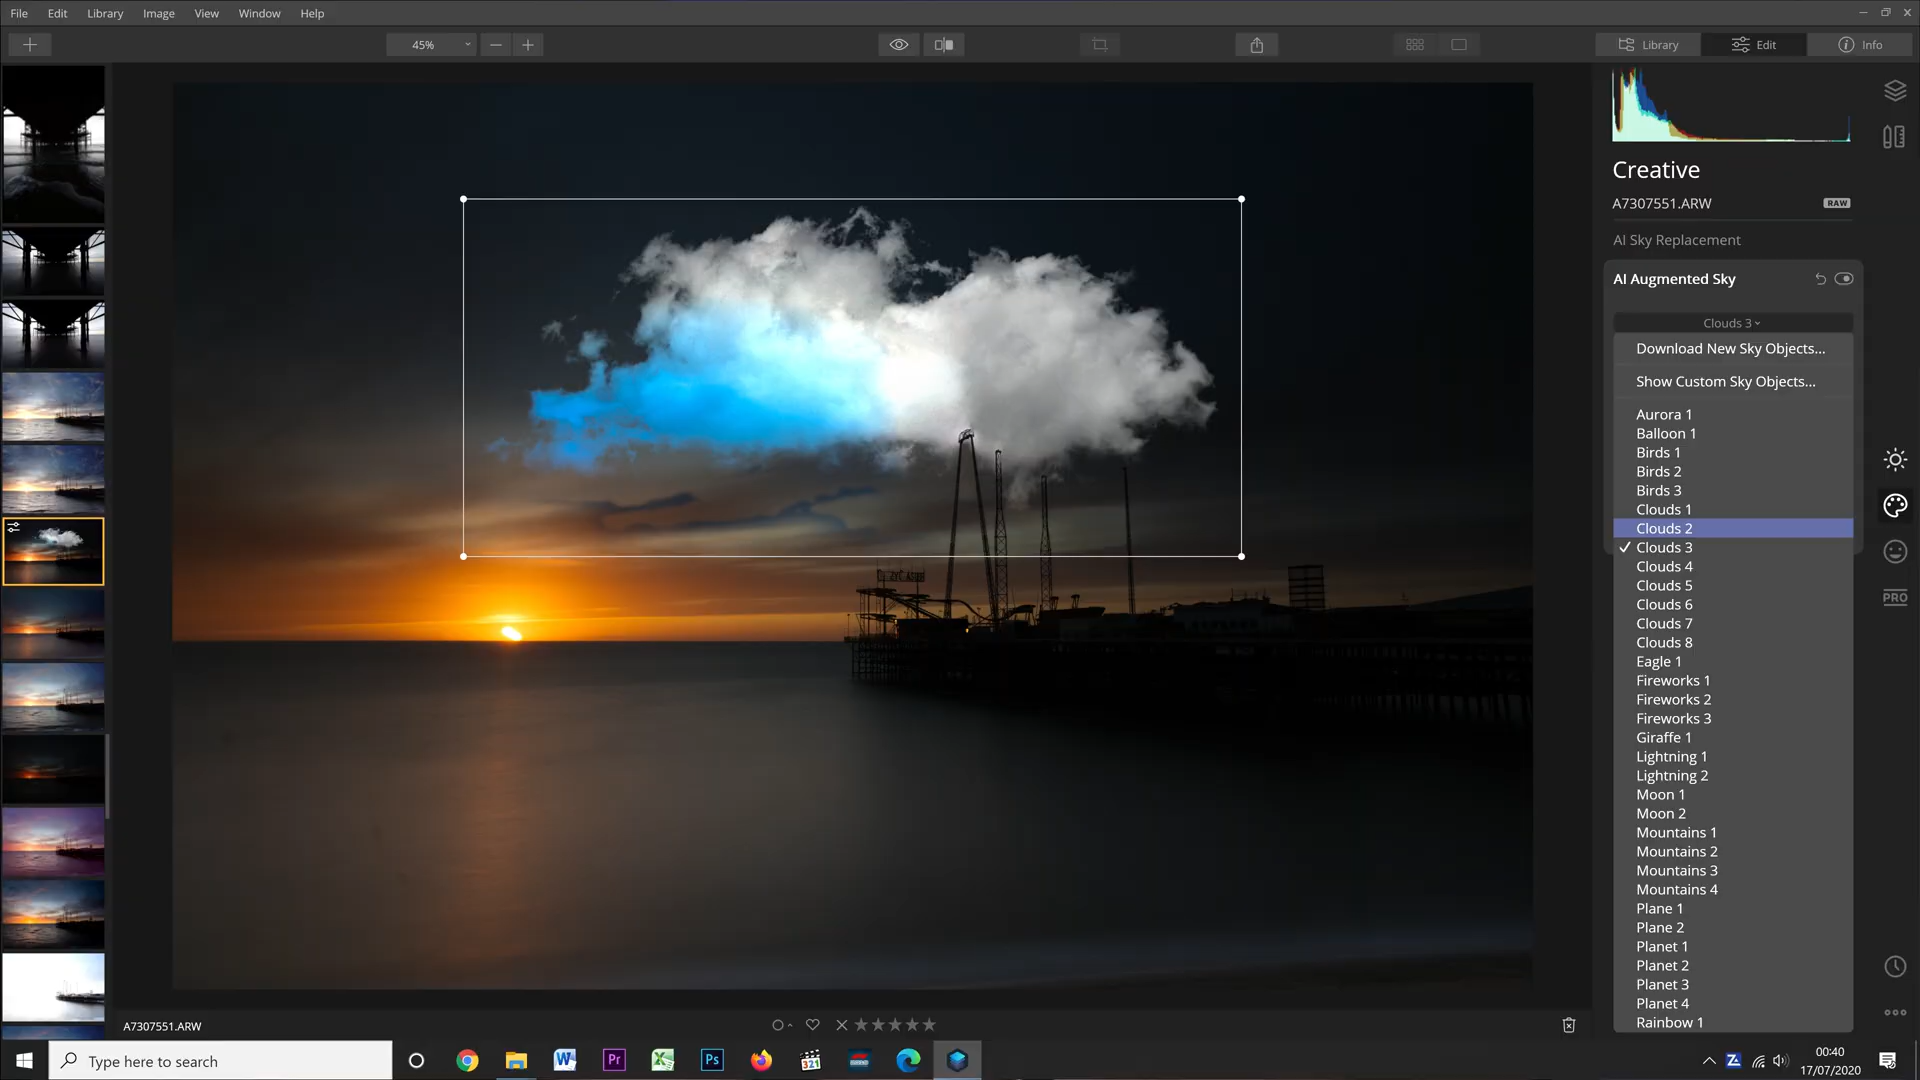 File Edit Library Image View Window Help
45%
Library Edit Info
Creative
A7307551.ARW RAW
AI Sky Replacement
AI Augmented Sky
Clouds 3
Download New Sky Objects...
Show Custom Sky Objects...
Aurora 1
Balloon 1
Birds 1
Birds 2
Birds 3
Clouds 1
Clouds 2
Clouds 3
Clouds 4
Clouds 5
Clouds 6
Clouds 7
Clouds 8
Eagle 1
Fireworks 1
Fireworks 2
Fireworks 3
Giraffe 1
Lightning 1
Lightning 2
Moon 1
Moon 2
Mountains 1
Mountains 2
Mountains 3
Mountains 4
Plane 1
Plane 2
Planet 1
Planet 2
Planet 3
Planet 4
Rainbow 1
PRO
A7307551.ARW
Type here to search
W
Pr
X
Ps
321
00:40
17/07/2020